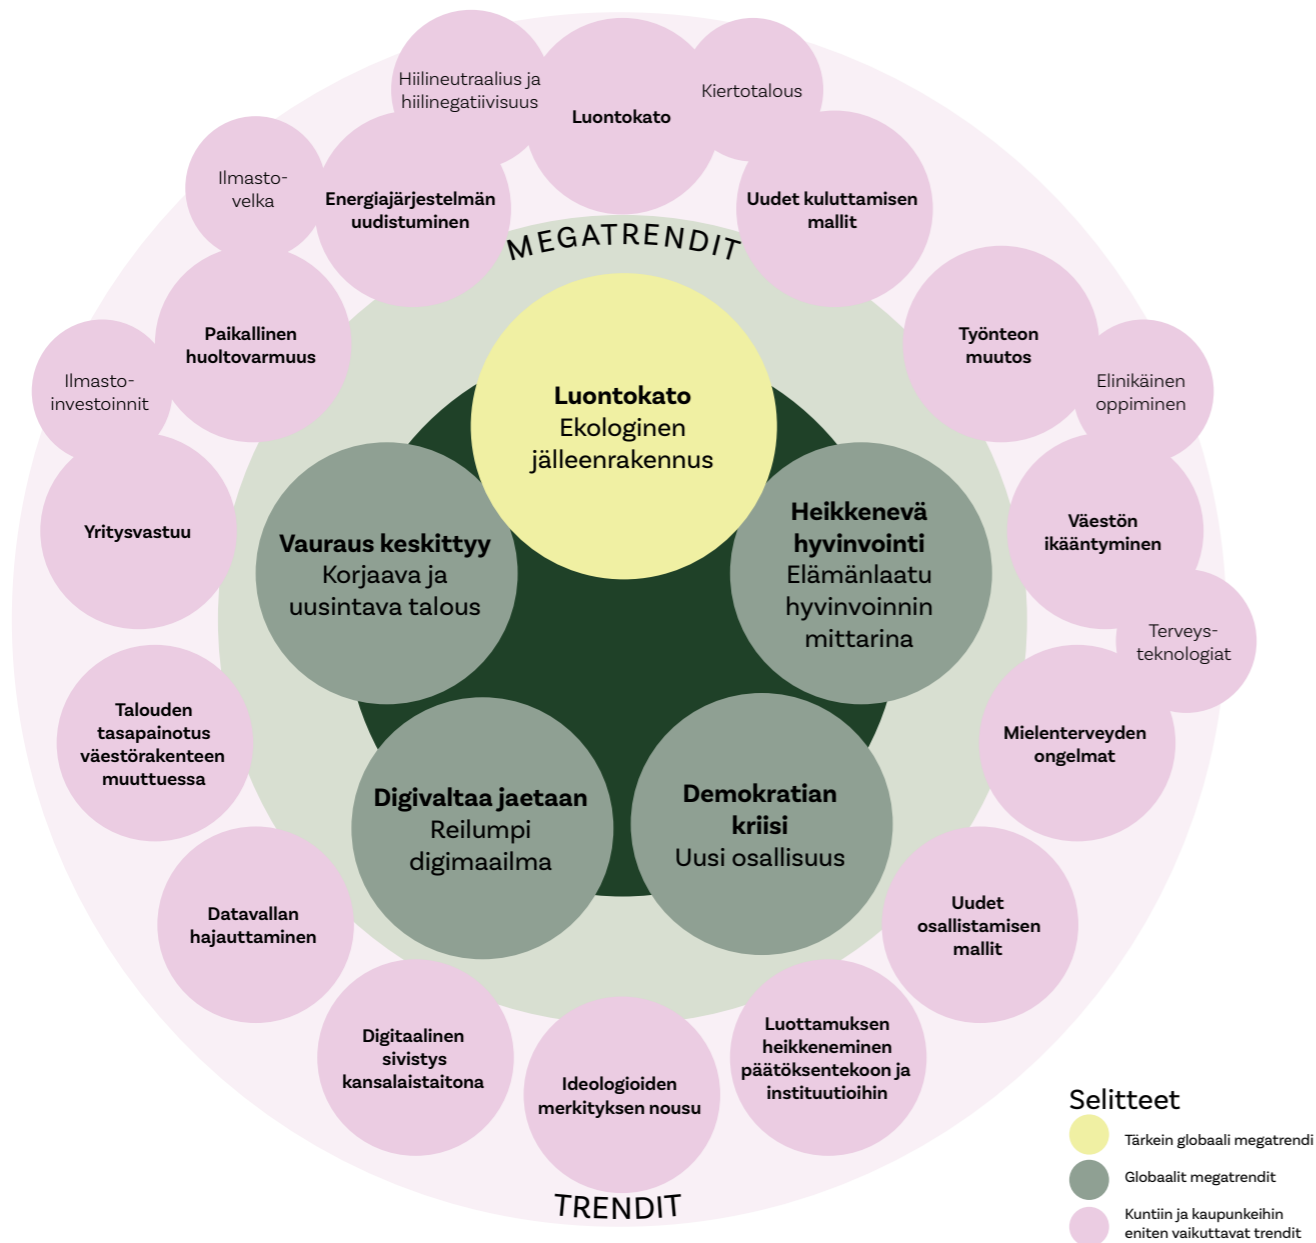 Hiilineutraalius ja
hiilinegatiivisuus
Luontokato
Kiertotalous
Ilmasto-
velka
Energiajärjestelmän
uudistuminen
Uudet kuluttamisen
mallit
MEGATRENDIT
Paikallinen
huoltovarmuus
Työnteon
muutos
Ilmasto-
investoinnit
Elinikäinen
oppiminen
Luontokato
Ekologinen
jälleenrakennus
Yritysvastuu
Vauraus keskittyy
Korjaava ja
uusintava talous
Heikkenevä
hyvinvointi
Elämänlaatu
hyvinvoinnin
mittarina
Väestön
ikääntyminen
Terveys-
teknologiat
Talouden
tasapainotus
väestörakenteen
muuttuessa
Mielenterveyden
ongelmat
Digivaltaa jaetaan
Reilumpi
digimaailma
Demokratian
kriisi
Uusi osallisuus
Datavallan
hajauttaminen
Uudet
osallistamisen
mallit
Digitaalinen
sivistys
kansalaistaitona
Ideologioiden
merkityksen nousu
Luottamuksen
heikkeneminen
päätöksentekoon ja
instituutioihin
TRENDIT
Selitteet
Tärkein globaali megatrendi
Globaalit megatrendit
Kuntiin ja kaupunkeihin
eniten vaikuttavat trendit